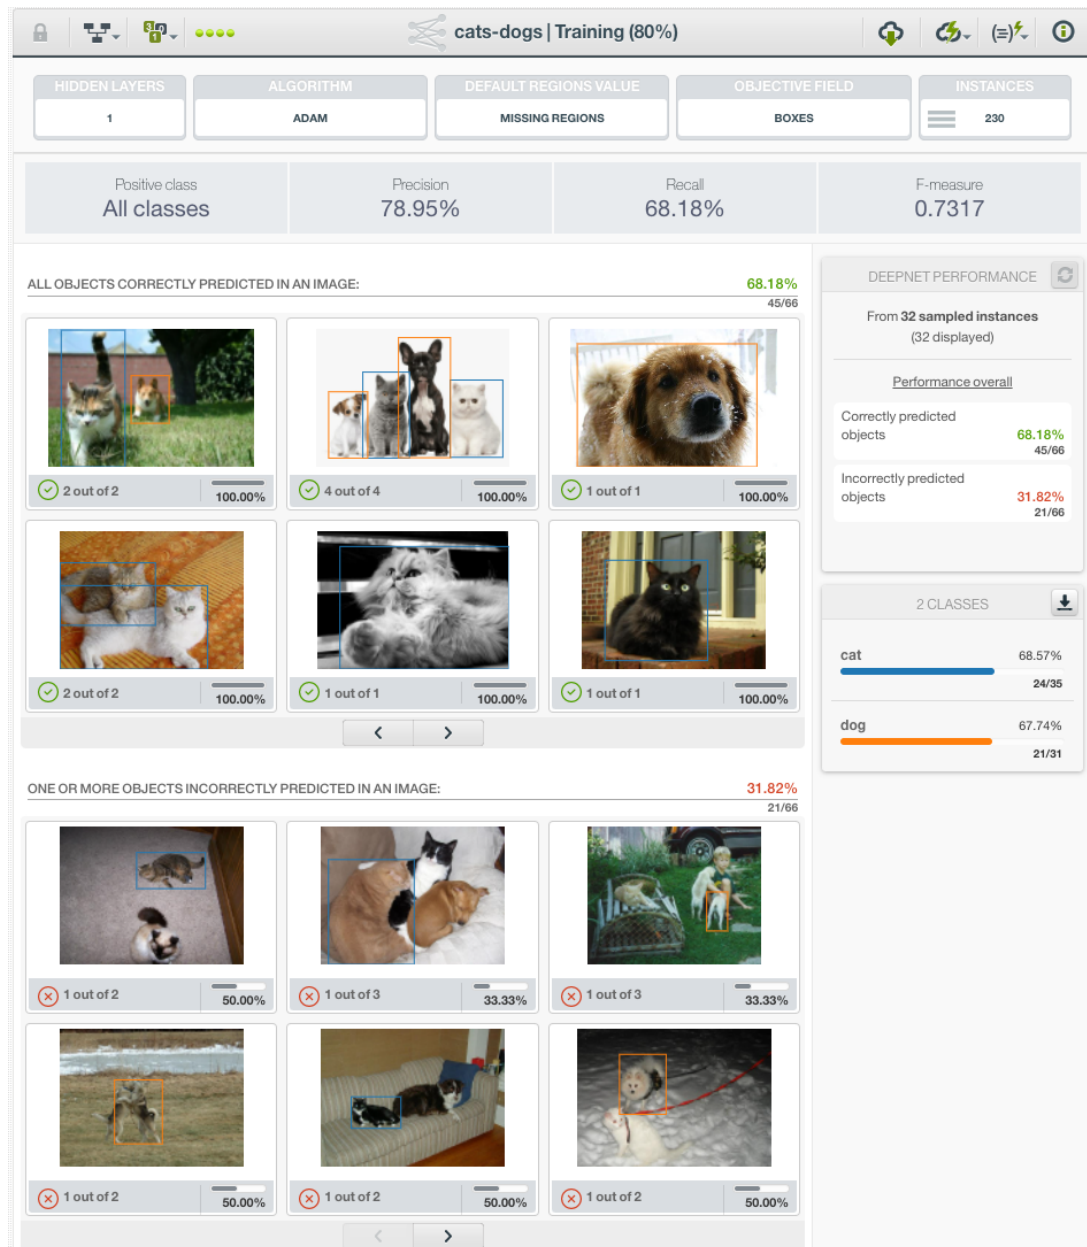 cats-dogs | Training (80%)
HIDDEN LAYERS
1
ALGORITHM
ADAM
DEFAULT REGIONS VALUE
MISSING REGIONS
OBJECTIVE FIELD
BOXES
INSTANCES
230
Positive class
All classes
Precision
78.95%
Recall
68.18%
F-measure
0.7317
ALL OBJECTS CORRECTLY PREDICTED IN AN IMAGE:
68.18%
45/66
2 out of 2
100.00%
4 out of 4
100.00%
1 out of 1
100.00%
2 out of 2
100.00%
1 out of 1
100.00%
1 out of 1
100.00%
ONE OR MORE OBJECTS INCORRECTLY PREDICTED IN AN IMAGE:
31.82%
21/66
1 out of 2
50.00%
1 out of 3
33.33%
1 out of 3
33.33%
1 out of 2
50.00%
1 out of 2
50.00%
1 out of 2
50.00%
DEEPNET PERFORMANCE
From 32 sampled instances
(32 displayed)
Performance overall
Correctly predicted
objects
68.18%
45/66
Incorrectly predicted
objects
31.82%
21/66
2 CLASSES
cat
68.57%
24/35
dog
67.74%
21/31